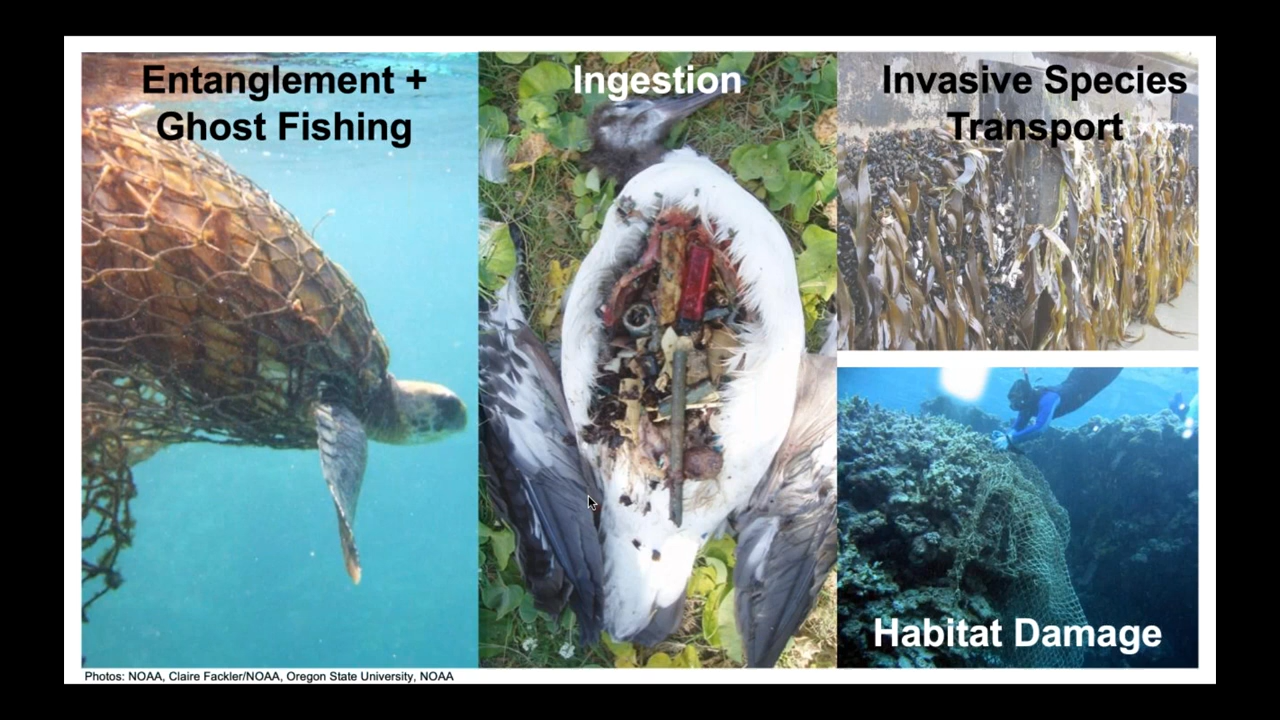 Entanglement +
Ghost Fishing
Ingestion
Invasive Species
Transport
Habitat Damage
Photos: NOAA, Claire Fackler/NOAA, Oregon State University, NOAA